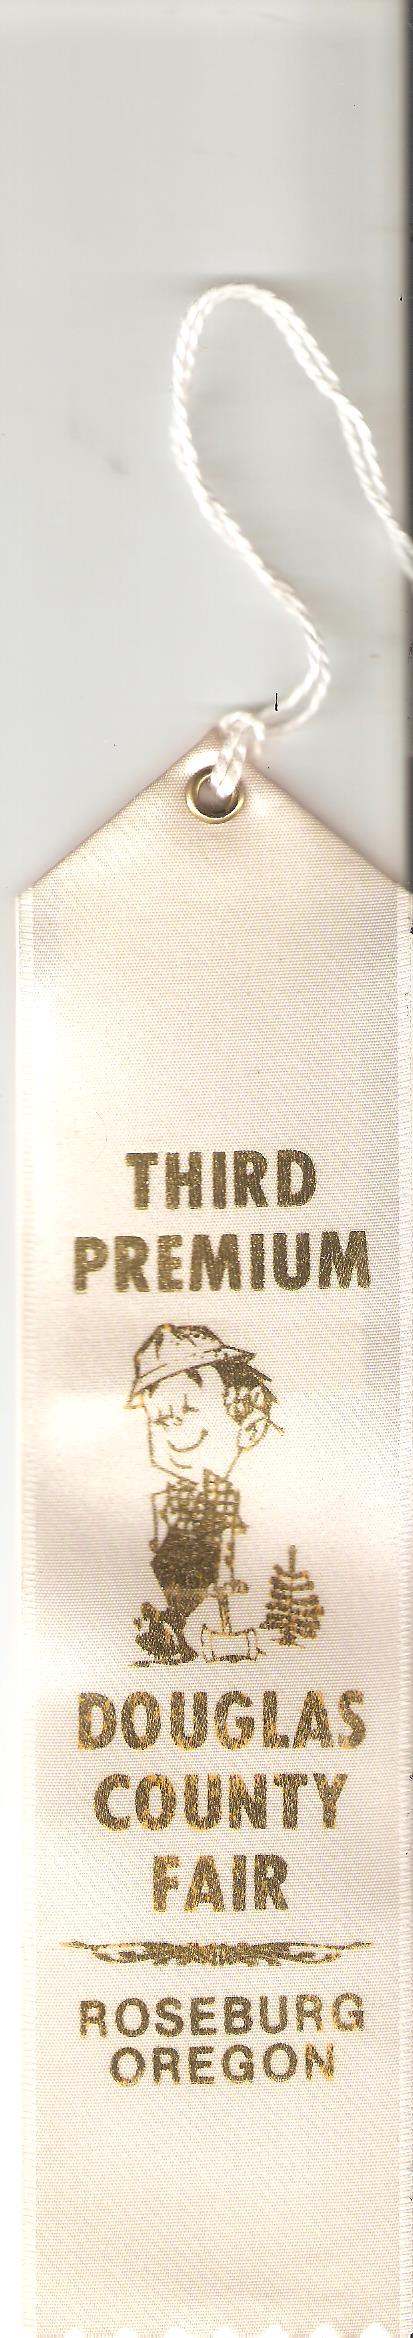 THIRD
PREMIUM
DOUGLAS
COUNTY
FAIR
ROSEBURG
OREGON